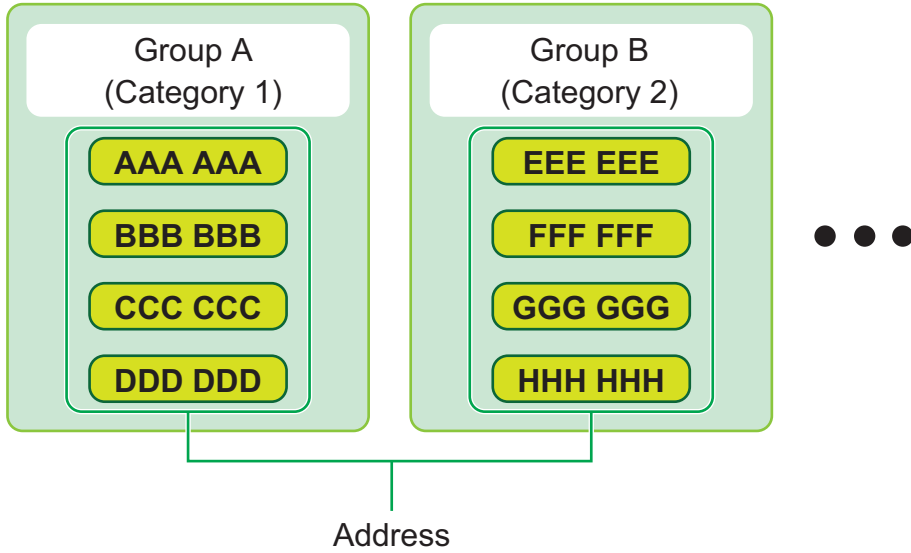 Group A
(Category 1)
AAA AAA
BBB BBB
CCC CCC
DDD DDD
Group B
(Category 2)
EEE EEE
FFF FFF
GGG GGG
HHH HHH
Address